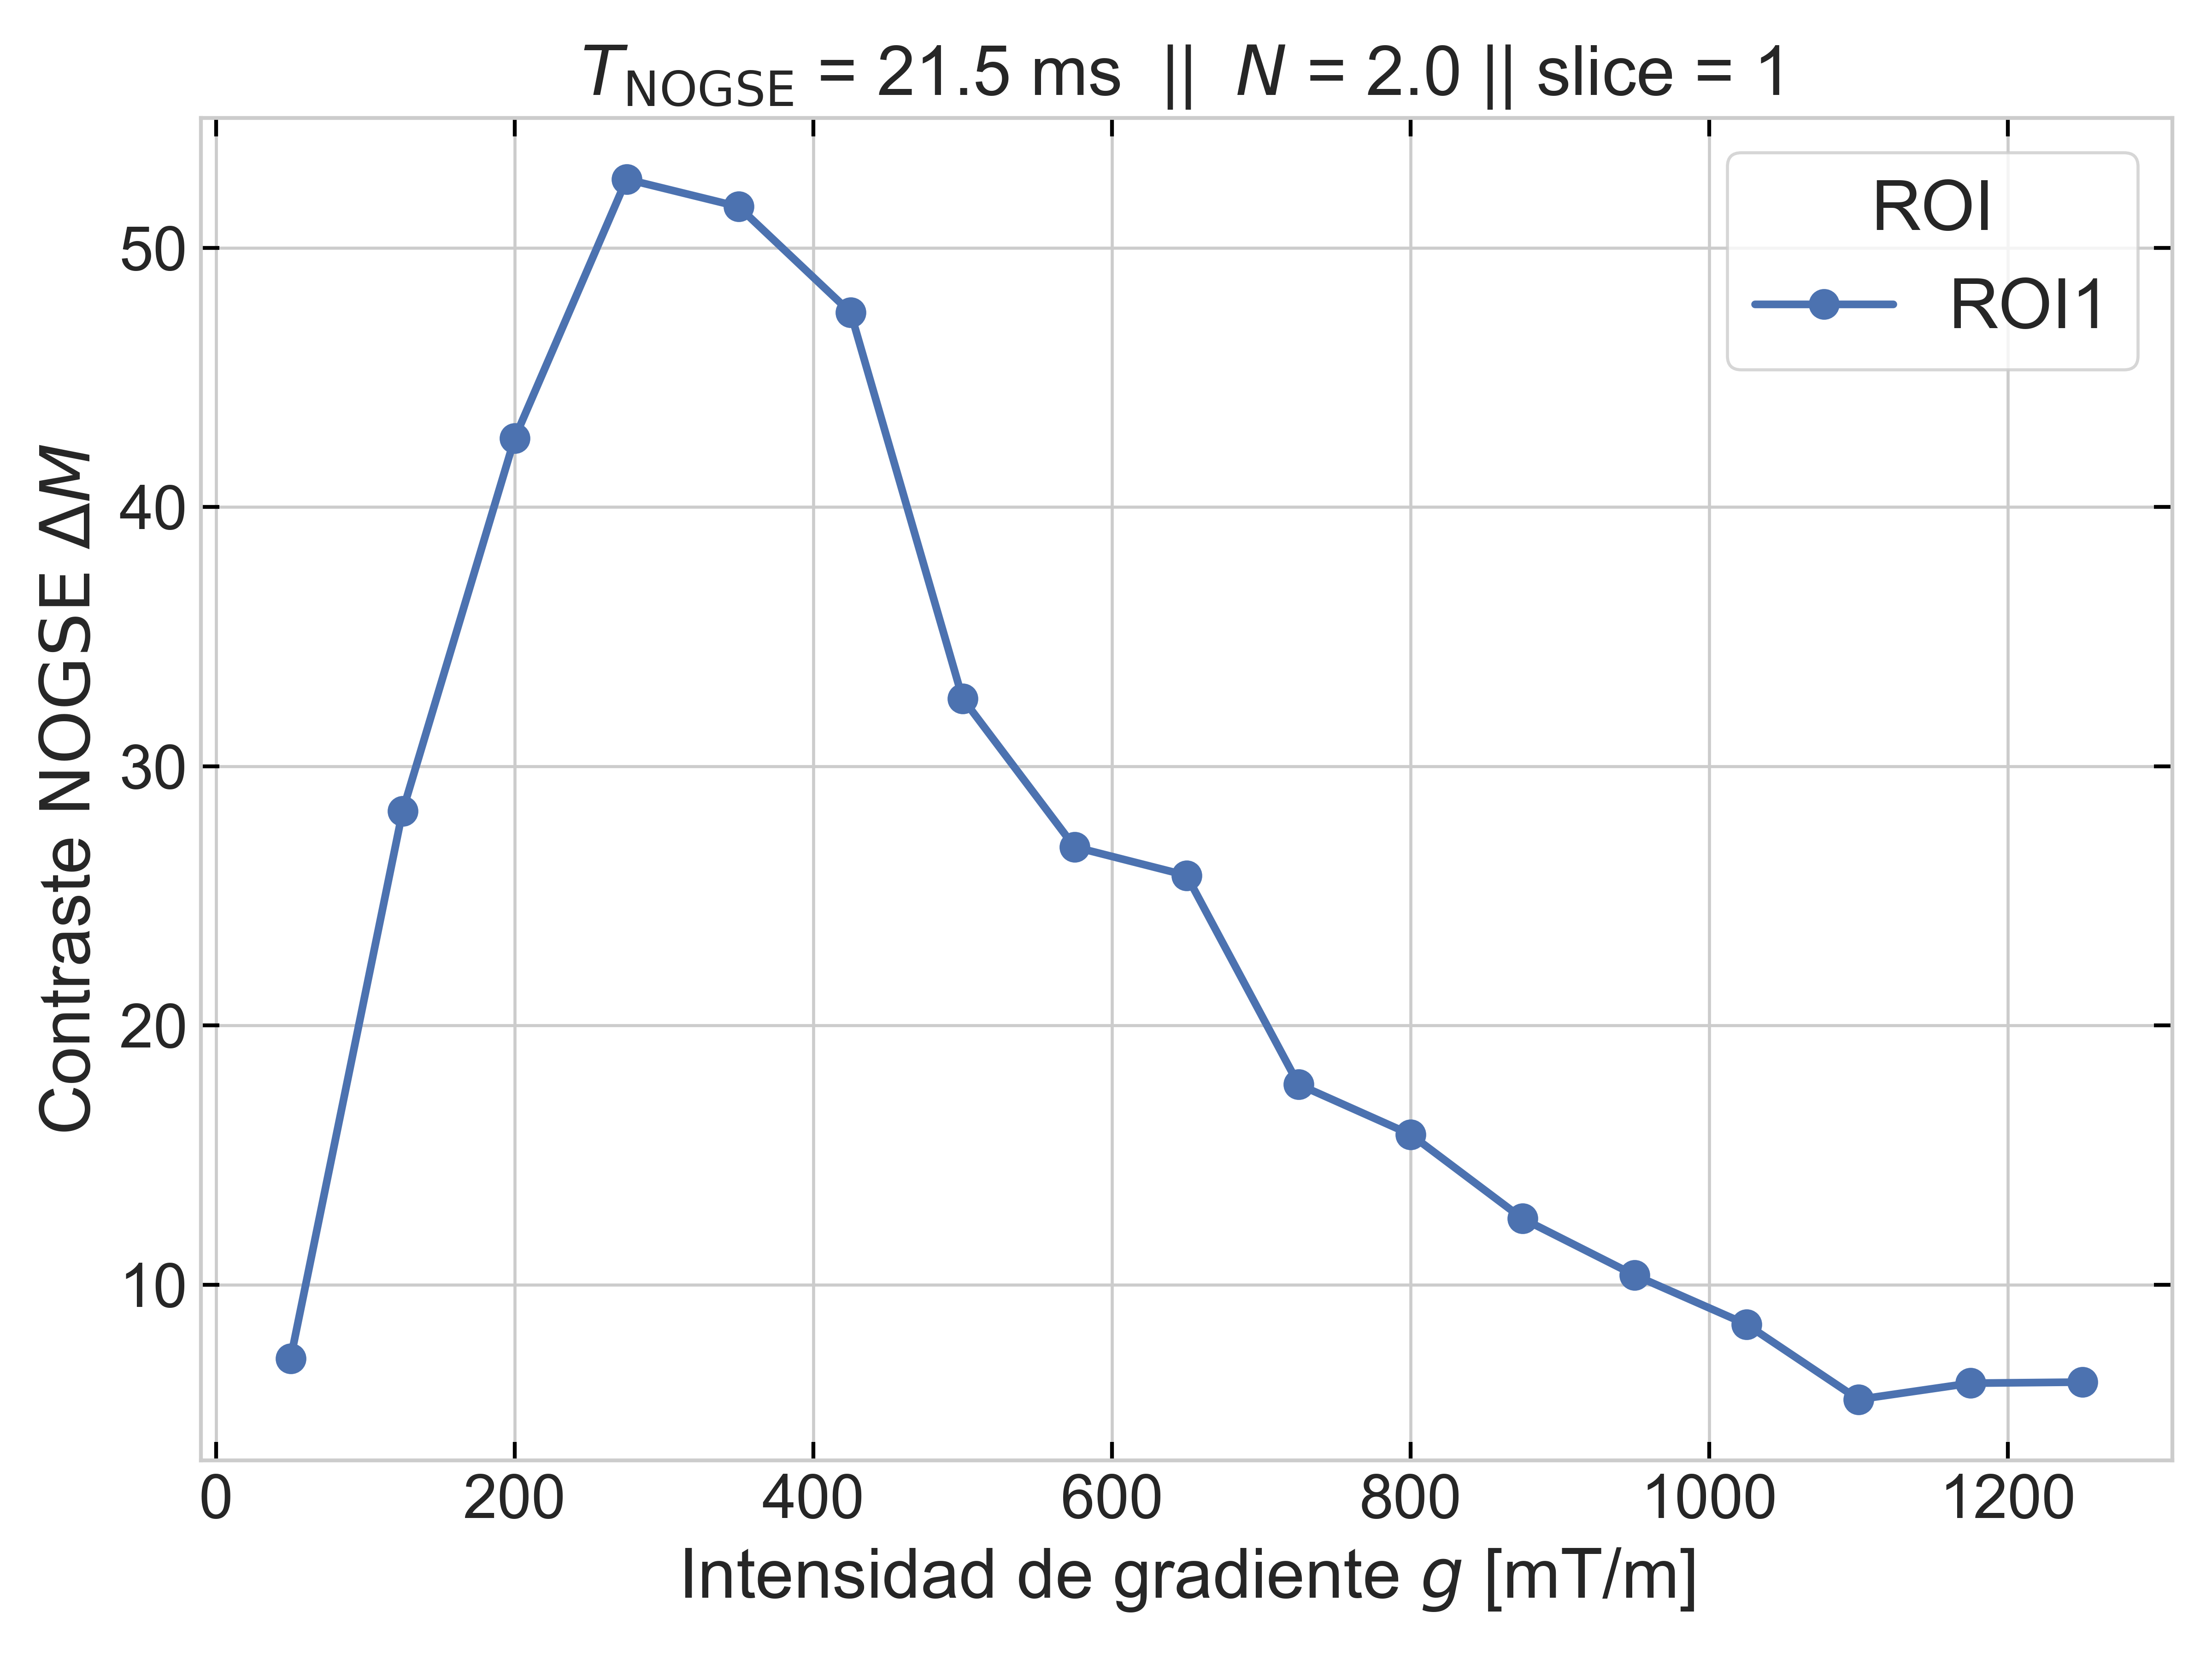 T_NOGSE = 21.5 ms || N = 2.0 || slice = 1
ROI
ROI1
Contraste NOGSE ΔM
50
40
30
20
10
0 200 400 600 800 1000 1200
Intensidad de gradiente g [mT/m]